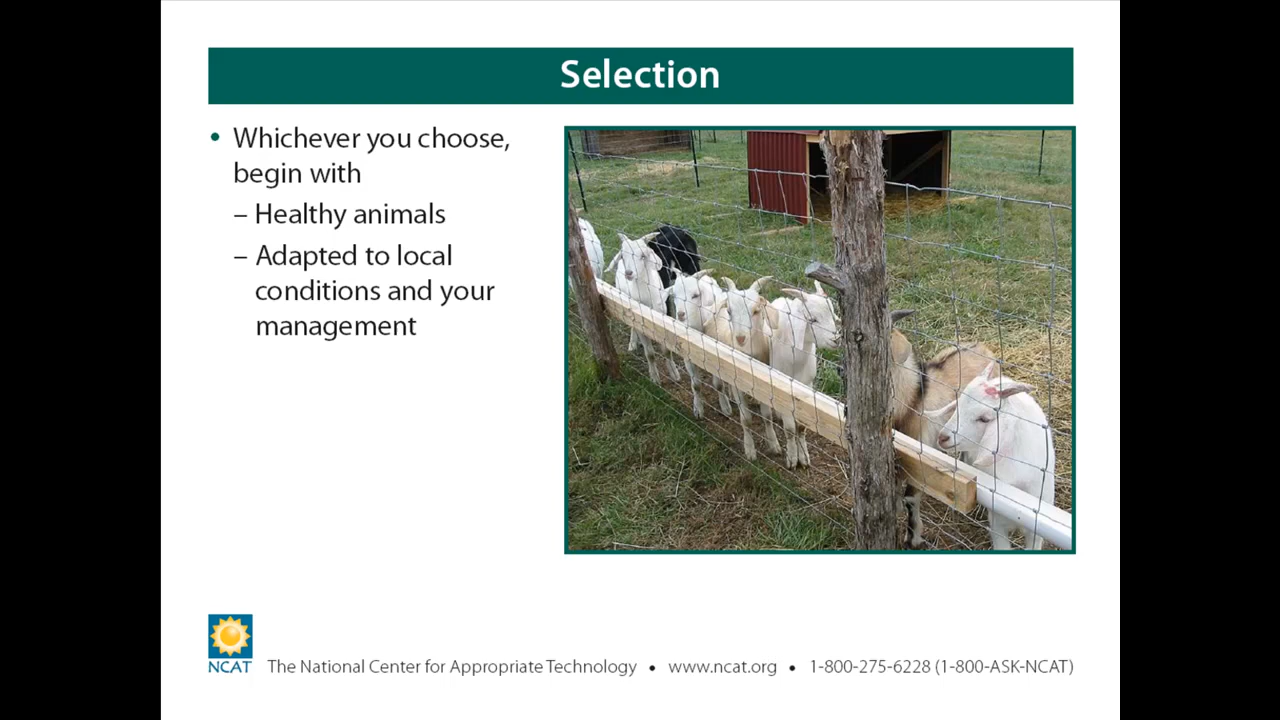 Selection
• Whichever you choose,
begin with
– Healthy animals
– Adapted to local
conditions and your
management
NCAT
The National Center for Appropriate Technology • www.ncat.org • 1-800-275-6228 (1-800-ASK-NCAT)